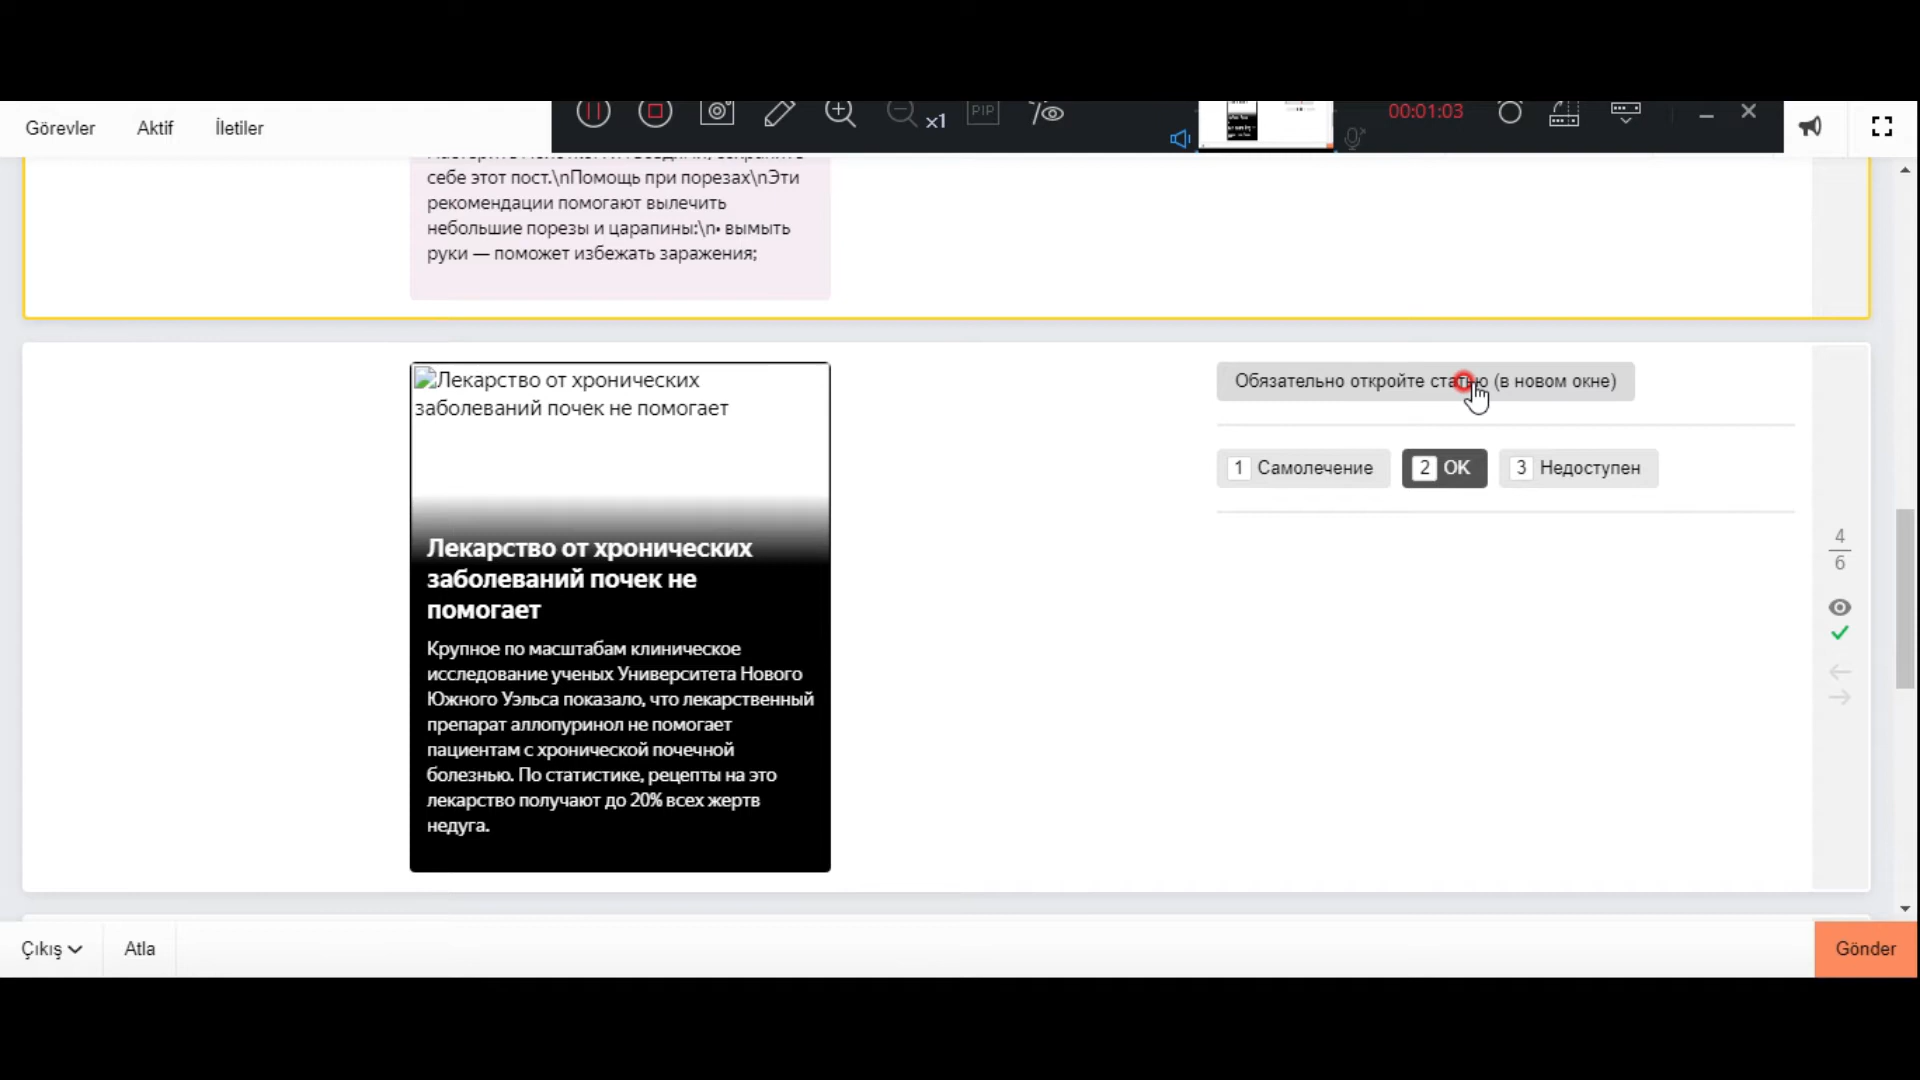 Görevler Aktif İletiler
x1
PIP
00:01:03
себе этот пост.\nПомощь при порезах\nЭти
рекомендации помогают вылечить
небольшие порезы и царапины:\n• вымыть
руки — поможет избежать заражения;
Лекарство от хронических
заболеваний почек не помогает
Лекарство от хронических
заболеваний почек не
помогает
Крупное по масштабам клиническое
исследование ученых Университета Нового
Южного Уэльса показало, что лекарственный
препарат аллопуринол не помогает
пациентам с хронической почечной
болезнью. По статистике, рецепты на это
лекарство получают до 20% всех жертв
недуга.
Обязательно откройте статью (в новом окне)
1 Самолечение 2 OK 3 Недоступен
4
6
Çıkış Atla
Gönder